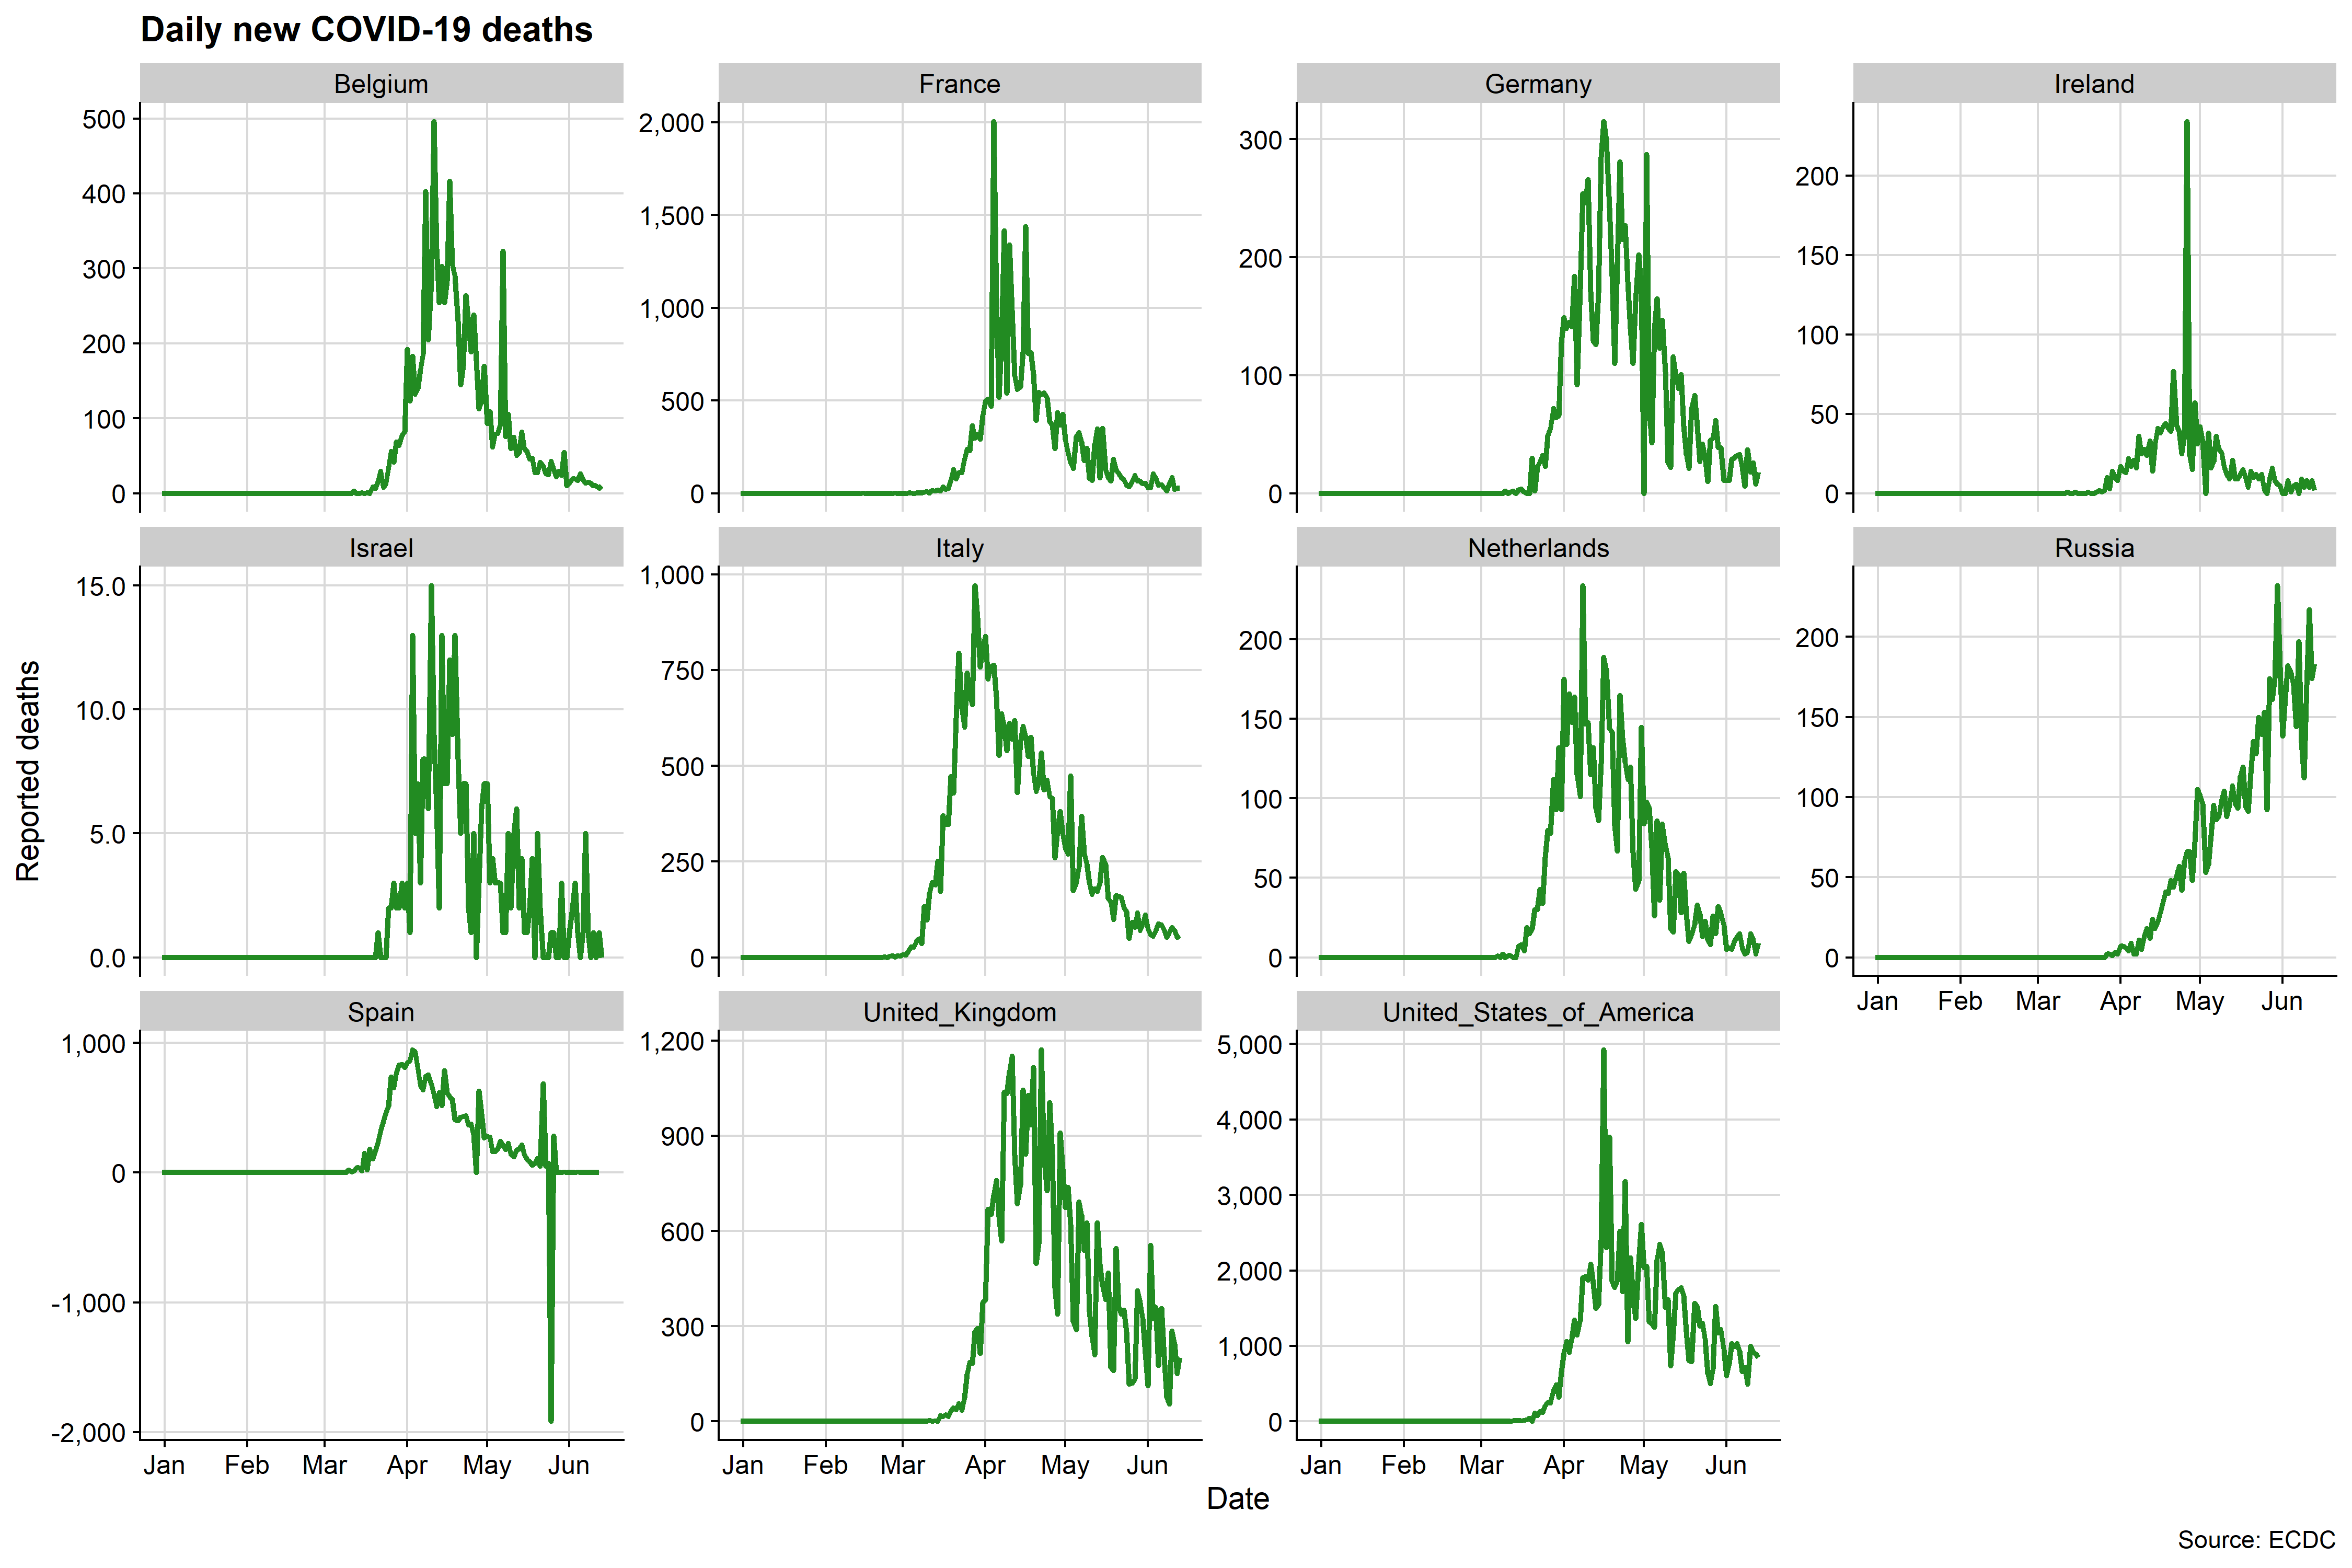 Daily new COVID-19 deaths
Belgium
France
Germany
Ireland
500
400
300
200
100
0
2,000
1,500
1,000
500
0
300
200
100
0
200
150
100
50
0
Israel
Italy
Netherlands
Russia
15.0
10.0
5.0
0.0
1,000
750
500
250
0
200
150
100
50
0
200
150
100
50
0
Jan Feb Mar Apr May Jun
Spain
United_Kingdom
United_States_of_America
1,000
0
-1,000
-2,000
1,200
900
600
300
0
5,000
4,000
3,000
2,000
1,000
0
Jan Feb Mar Apr May Jun
Jan Feb Mar Apr May Jun
Jan Feb Mar Apr May Jun
Reported deaths
Date
Source: ECDC